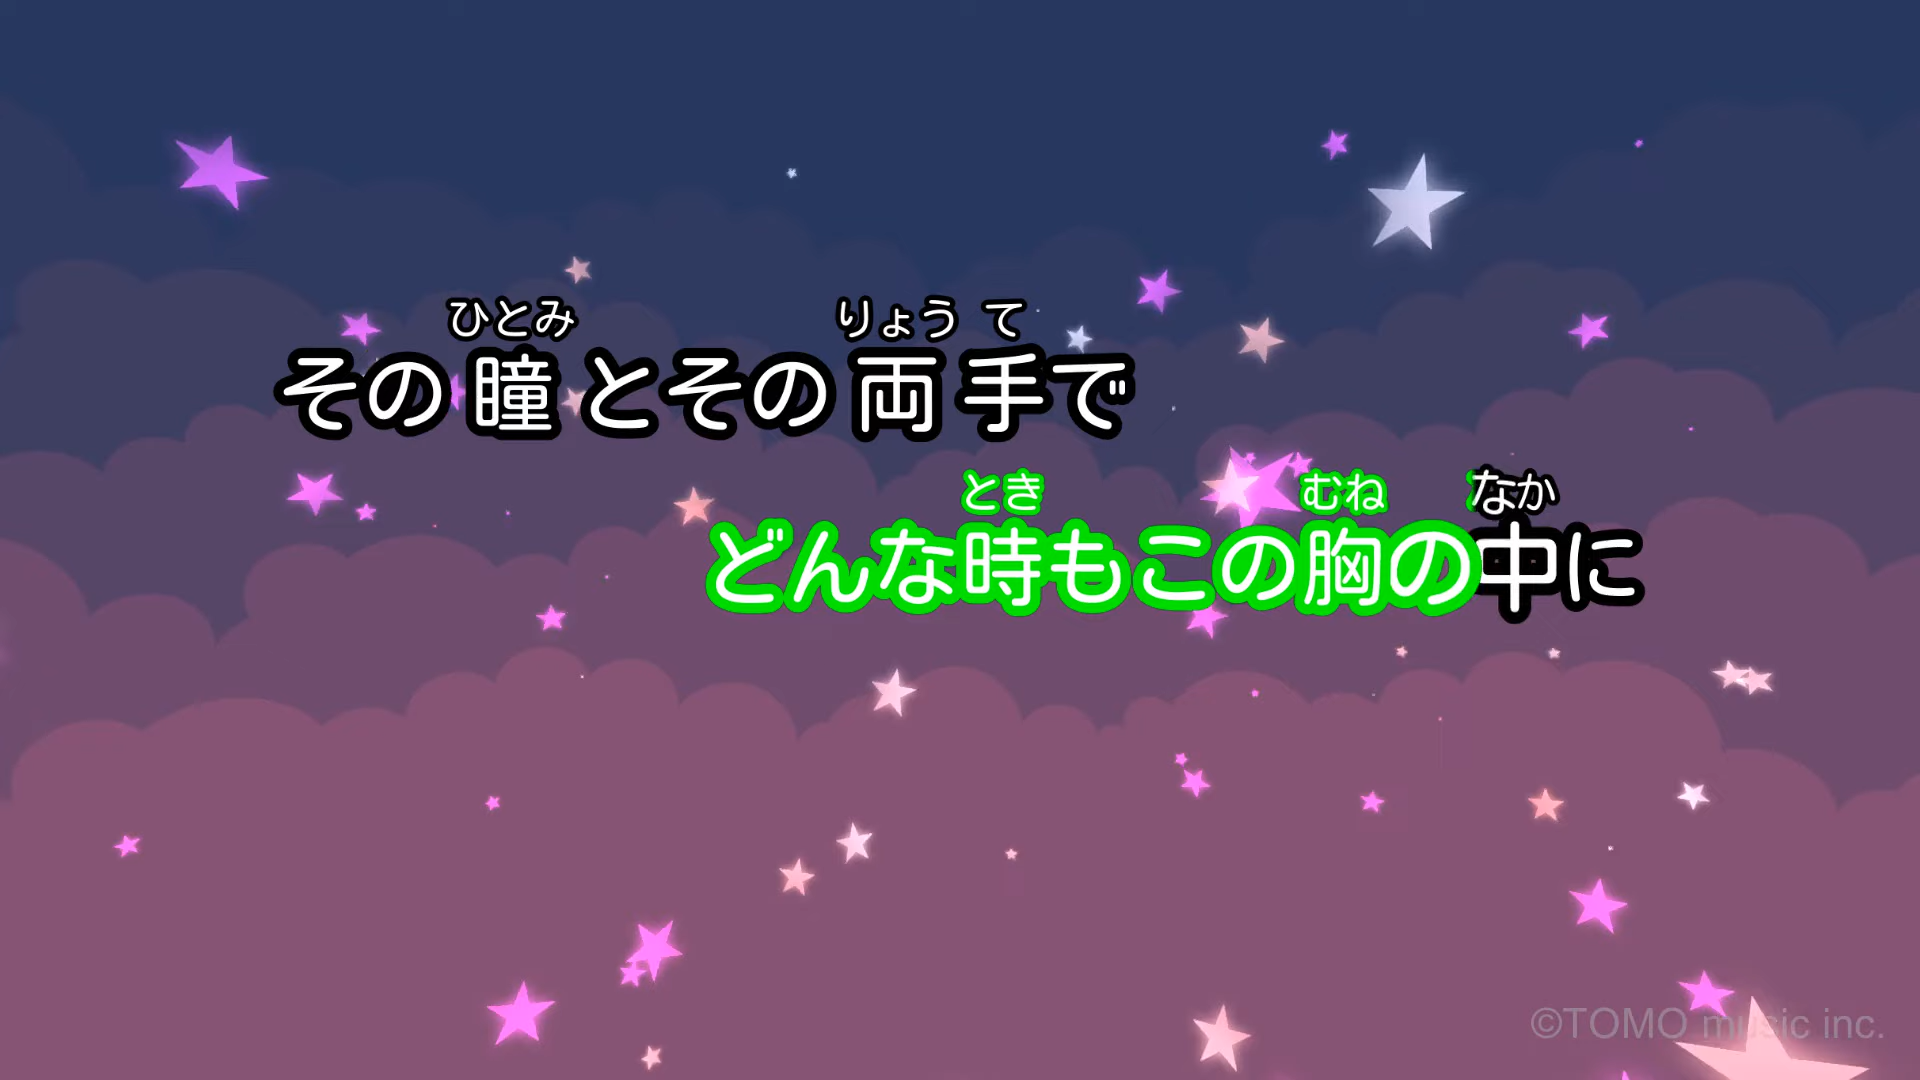 ひとみ りょう て
その瞳とその両手で
とき むね なか
どんな時もこの胸の中に
©TOMO music inc.